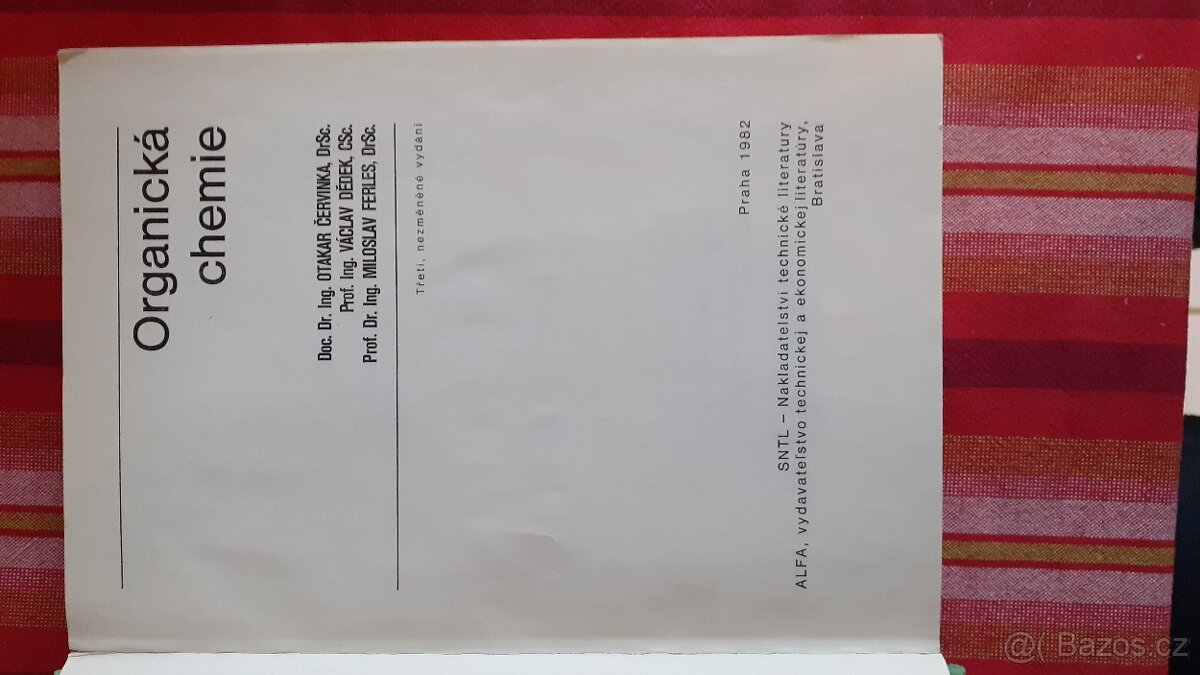 Organická
chemie
Doc. Dr. Ing. OTAKAR ČERVINKA, DrSc.
Prof. Ing. VÁCLAV DĚDEK, CSc.
Prof. Dr. Ing. MILOSLAV FERLES, DrSc.
Třetí, nezměněné vydání
Praha 1982
SNTL – Nakladatelství technické literatury
ALFA, vydavateľstvo technickej a ekonomickej literatúry,
Bratislava
@( Bazos.cz